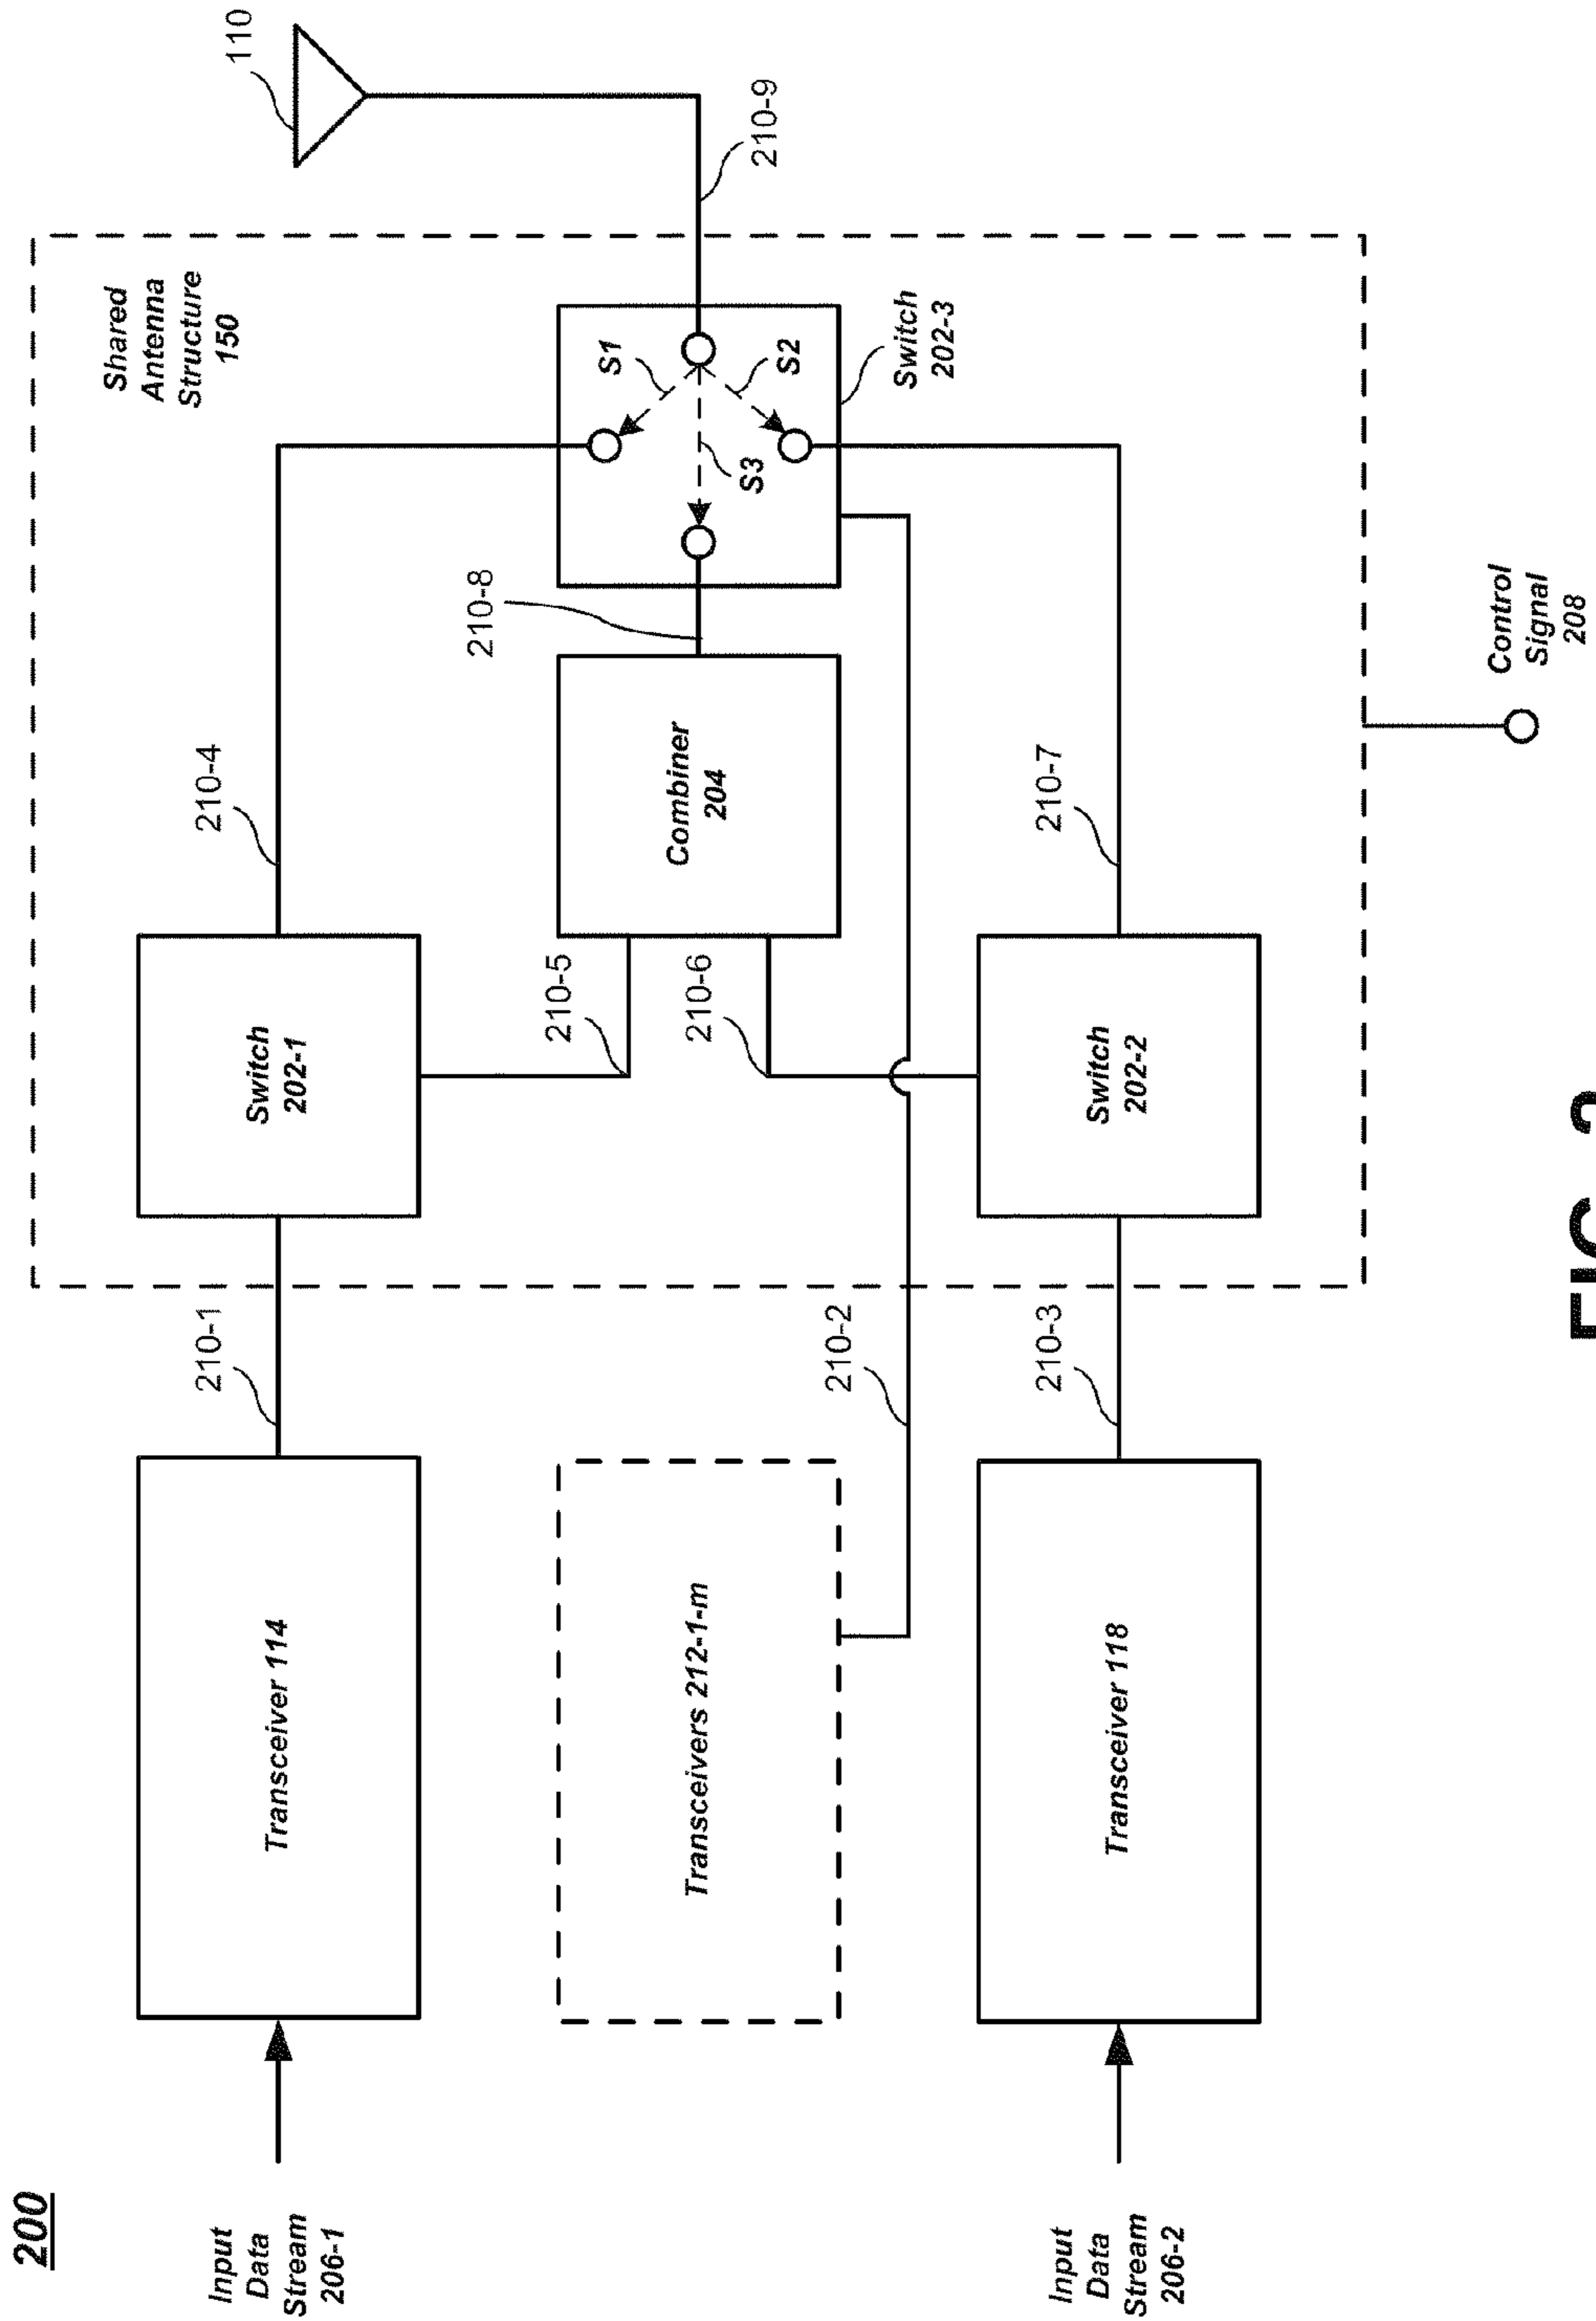 200
Input
Data
Stream
206-1
Transceiver 114
210-1
Switch
202-1
210-4
Shared
Antenna
Structure
150
110
Transceivers 212-1-m
210-2
210-5
210-6
Combiner
204
210-8
S1
S3
S2
Switch
202-3
210-9
Input
Data
Stream
206-2
Transceiver 118
210-3
Switch
202-2
210-7
Control
Signal
208